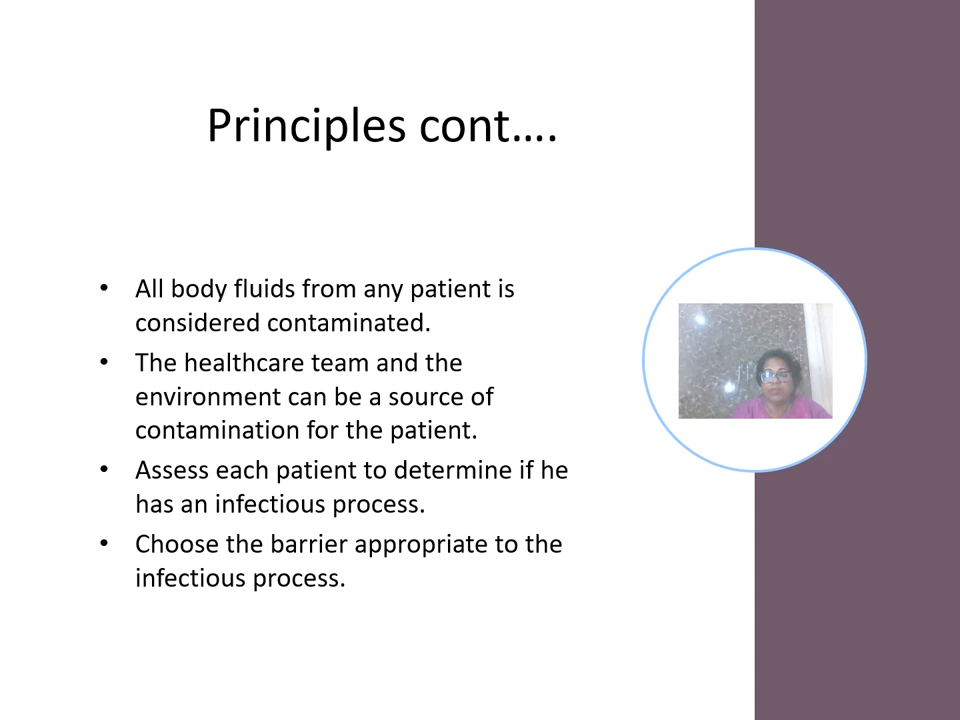 Principles cont….
• All body fluids from any patient is
considered contaminated.
• The healthcare team and the
environment can be a source of
contamination for the patient.
• Assess each patient to determine if he
has an infectious process.
• Choose the barrier appropriate to the
infectious process.